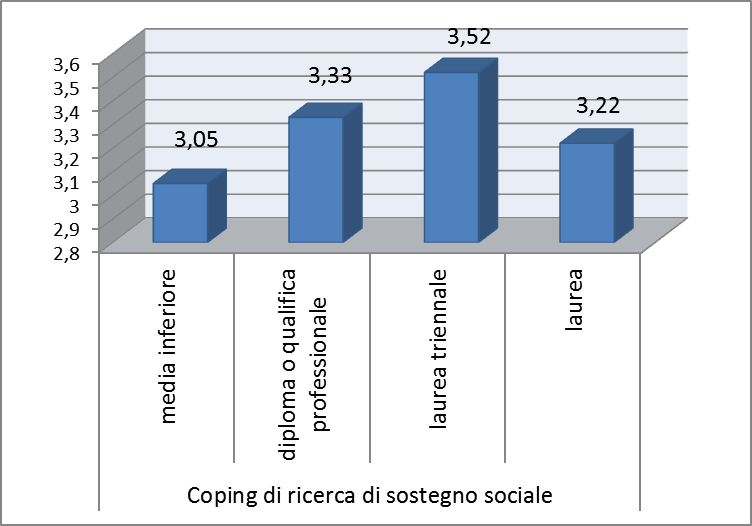 3,6
3,5
3,4
3,3
3,2
3,1
3
2,9
2,8
3,05
3,33
3,52
3,22
media inferiore
diploma o qualifica
professionale
laurea triennale
laurea
Coping di ricerca di sostegno sociale